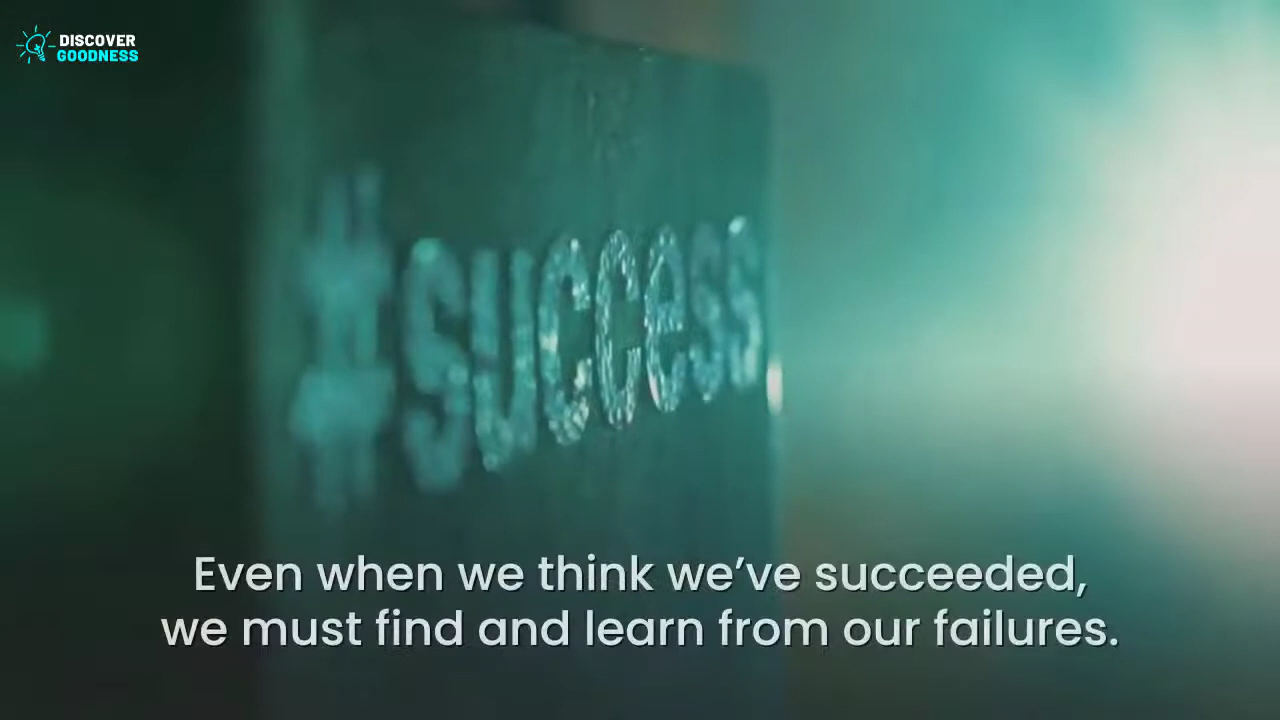 DISCOVER
GOODNESS
#success
Even when we think we’ve succeeded,
we must find and learn from our failures.